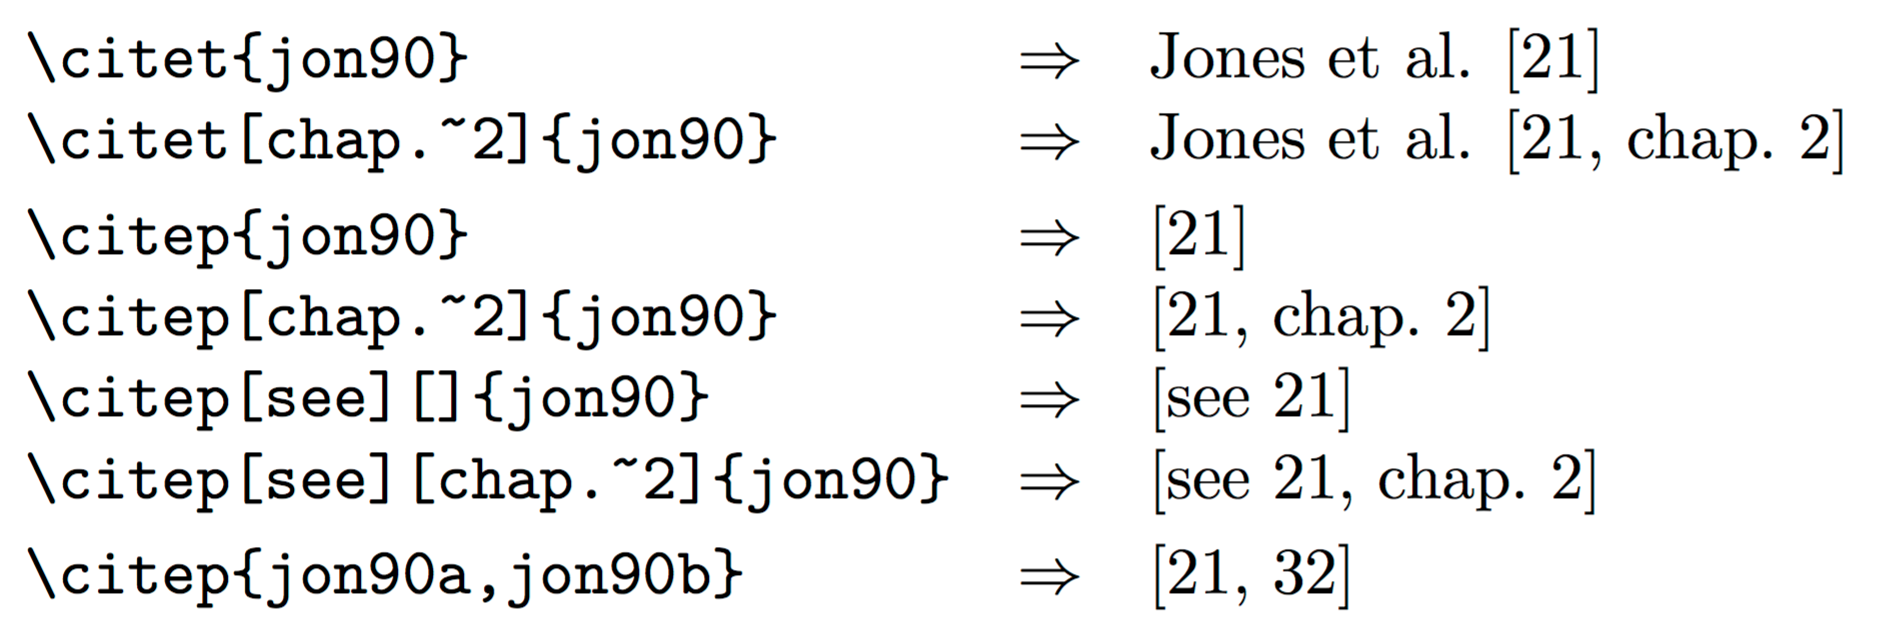 \citet{jon90} ⇒ Jones et al. [21]
\citet[chap.~2]{jon90} ⇒ Jones et al. [21, chap. 2]
\citep{jon90} ⇒ [21]
\citep[chap.~2]{jon90} ⇒ [21, chap. 2]
\citep[see][]{jon90} ⇒ [see 21]
\citep[see][chap.~2]{jon90} ⇒ [see 21, chap. 2]
\citep{jon90a,jon90b} ⇒ [21, 32]